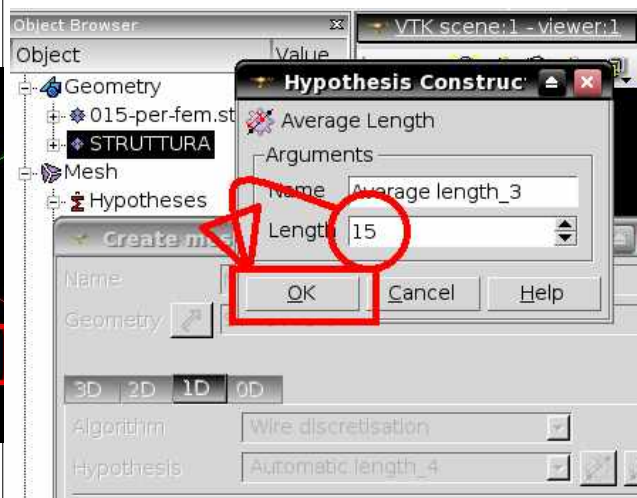 Object Browser
VTK scene:1 - viewer:1
Object
Value
Hypothesis Construc
Geometry
015-per-fem.st
STRUTTURA
Mesh
Hypotheses
Average Length
Arguments
Name
Average length_3
Length
15
OK
Cancel
Help
Create mes
Name
Geometry
3D
2D
1D
0D
Algorithm
Wire discretisation
Hypothesis
Automatic length_4